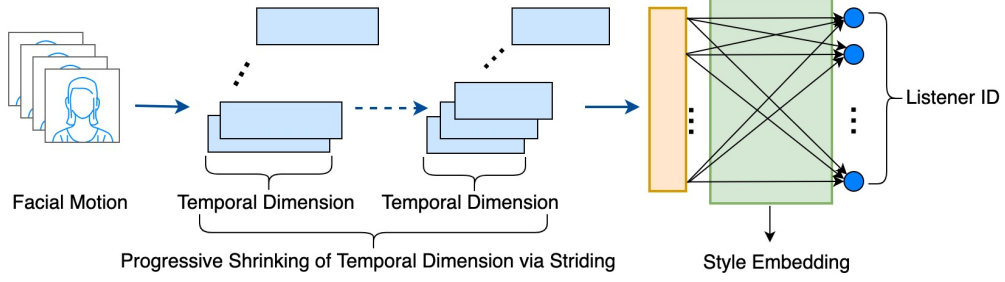 Facial Motion
Temporal Dimension
Temporal Dimension
Progressive Shrinking of Temporal Dimension via Striding
Style Embedding
Listener ID